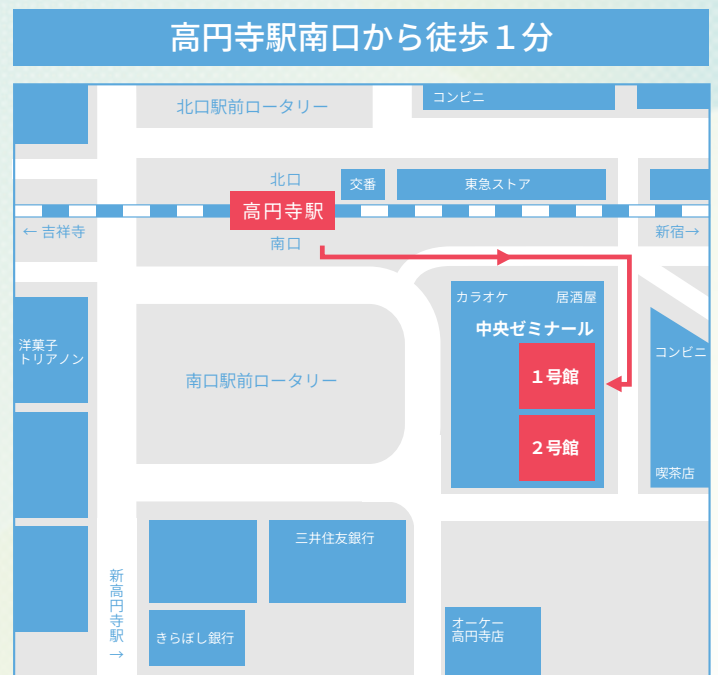 高円寺駅南口から徒歩１分
コンビニ
北口駅前ロータリー
北口
交番
東急ストア
高円寺駅
← 吉祥寺
南口
新宿→
カラオケ
居酒屋
中央ゼミナール
洋菓子
トリアノン
コンビニ
１号館
南口駅前ロータリー
２号館
喫茶店
三井住友銀行
新高円寺駅→
きらぼし銀行
オーケー
高円寺店